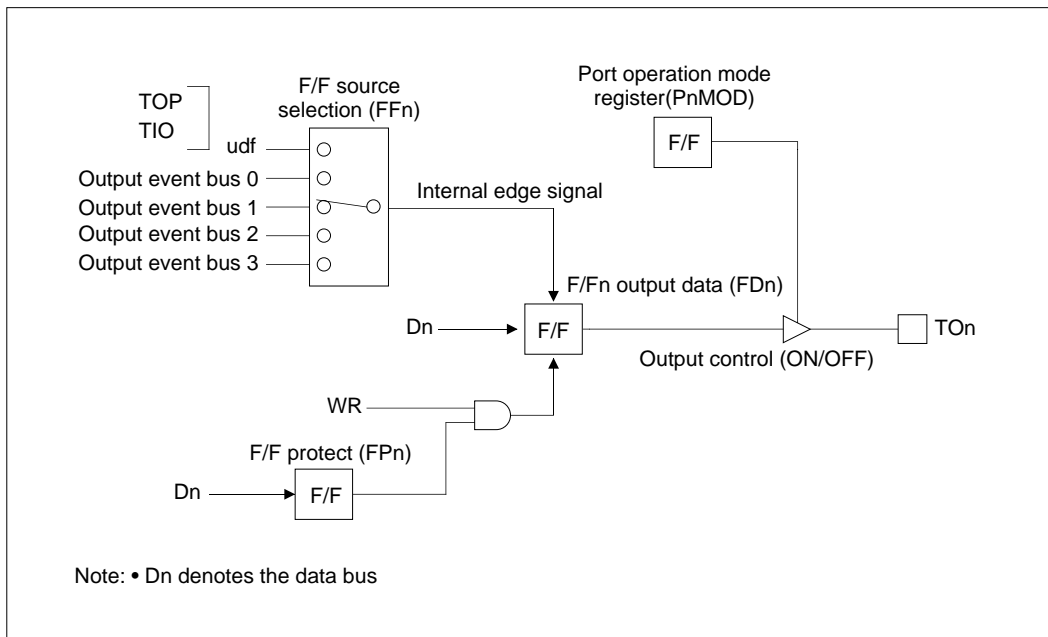 F/F source
selection (FFn)
Port operation mode
register(PnMOD)
TOP
TIO
udf
F/F
Output event bus 0
Output event bus 1
Internal edge signal
Output event bus 2
Output event bus 3
F/Fn output data (FDn)
Dn
F/F
TOn
Output control (ON/OFF)
WR
F/F protect (FPn)
Dn
F/F
Note: • Dn denotes the data bus